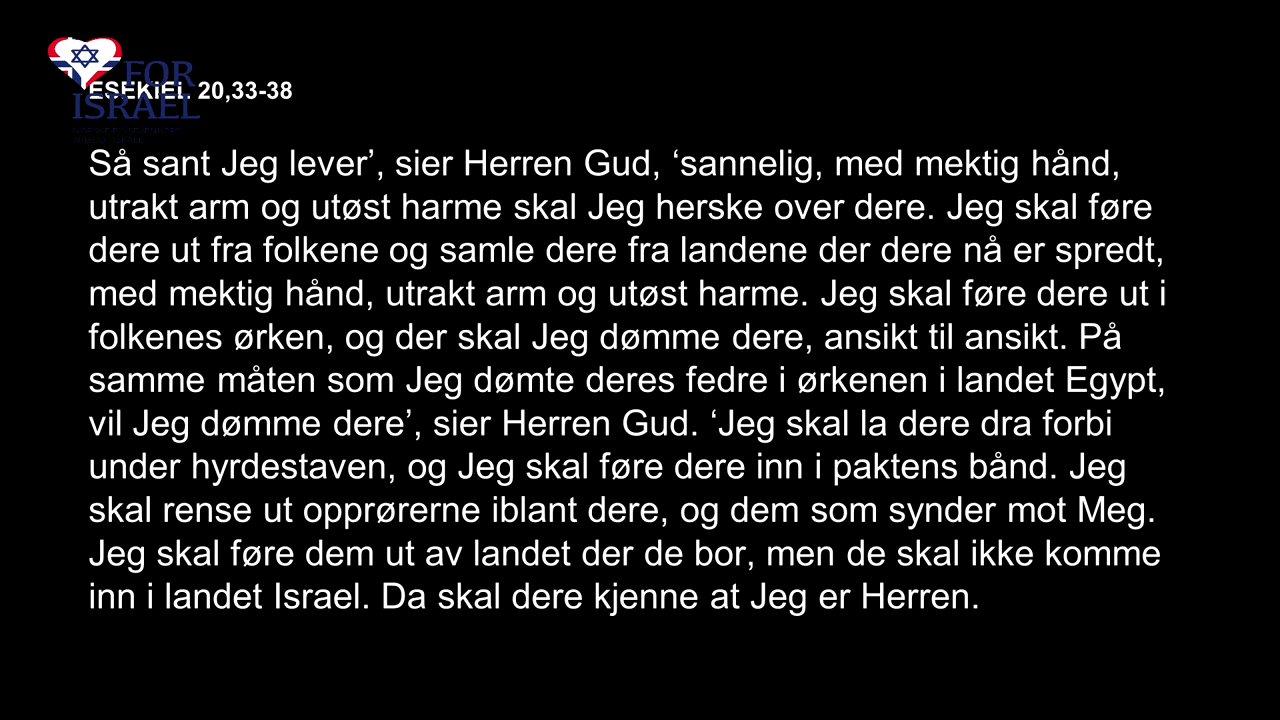 FOR
ISRAEL
ESEKiEL 20,33-38
Så sant Jeg lever’, sier Herren Gud, ‘sannelig, med mektig hånd,
utrakt arm og utøst harme skal Jeg herske over dere. Jeg skal føre
dere ut fra folkene og samle dere fra landene der dere nå er spredt,
med mektig hånd, utrakt arm og utøst harme. Jeg skal føre dere ut i
folkenes ørken, og der skal Jeg dømme dere, ansikt til ansikt. På
samme måten som Jeg dømte deres fedre i ørkenen i landet Egypt,
vil Jeg dømme dere’, sier Herren Gud. ‘Jeg skal la dere dra forbi
under hyrdestaven, og Jeg skal føre dere inn i paktens bånd. Jeg
skal rense ut opprørerne iblant dere, og dem som synder mot Meg.
Jeg skal føre dem ut av landet der de bor, men de skal ikke komme
inn i landet Israel. Da skal dere kjenne at Jeg er Herren.